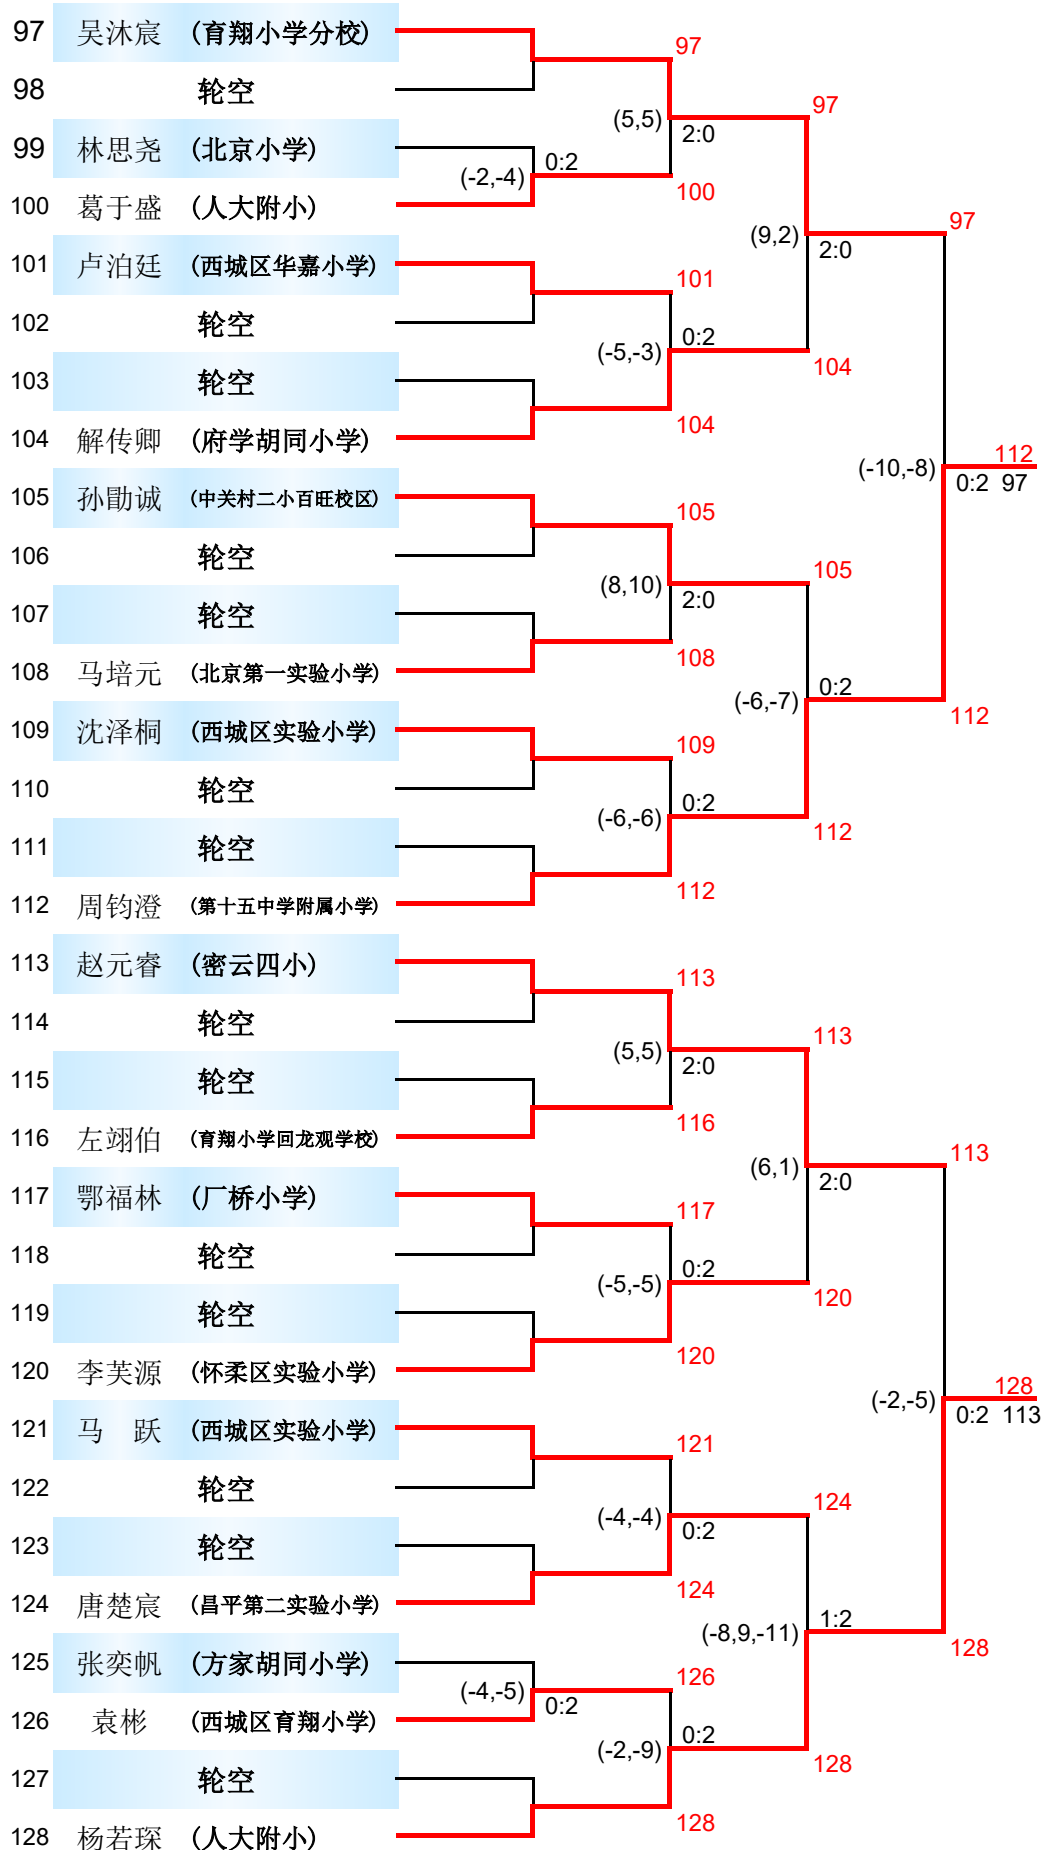 97 吴沐宸 (育翔小学分校)
97
98 轮空
97
(5,5) 2:0
99 林思尧 (北京小学)
0:2
(-2,-4)
100
100 葛于盛 (人大附小)
97
(9,2) 2:0
101 卢泊廷 (西城区华嘉小学)
101
102 轮空
0:2
(-5,-3)
104
103 轮空
104
104 解传卿 (府学胡同小学)
112
(-10,-8) 0:2 97
105 孙勖诚 (中关村二小百旺校区)
105
106 轮空
105
(8,10) 2:0
107 轮空
108
108 马培元 (北京第一实验小学)
0:2
(-6,-7)
112
109 沈泽桐 (西城区实验小学)
109
110 轮空
0:2
(-6,-6)
112
111 轮空
112
112 周钧澄 (第十五中学附属小学)
113 赵元睿 (密云四小)
113
114 轮空
113
(5,5) 2:0
115 轮空
116
116 左翊伯 (育翔小学回龙观学校)
113
(6,1) 2:0
117 鄂福林 (厂桥小学)
117
118 轮空
0:2
(-5,-5)
120
119 轮空
120
120 李芙源 (怀柔区实验小学)
128
(-2,-5) 0:2 113
121 马 跃 (西城区实验小学)
121
122 轮空
124
(-4,-4) 0:2
123 轮空
124
124 唐楚宸 (昌平第二实验小学)
1:2
(-8,9,-11)
128
125 张奕帆 (方家胡同小学)
126
(-4,-5) 0:2
126 袁彬 (西城区育翔小学)
0:2
(-2,-9)
128
127 轮空
128
128 杨若琛 (人大附小)